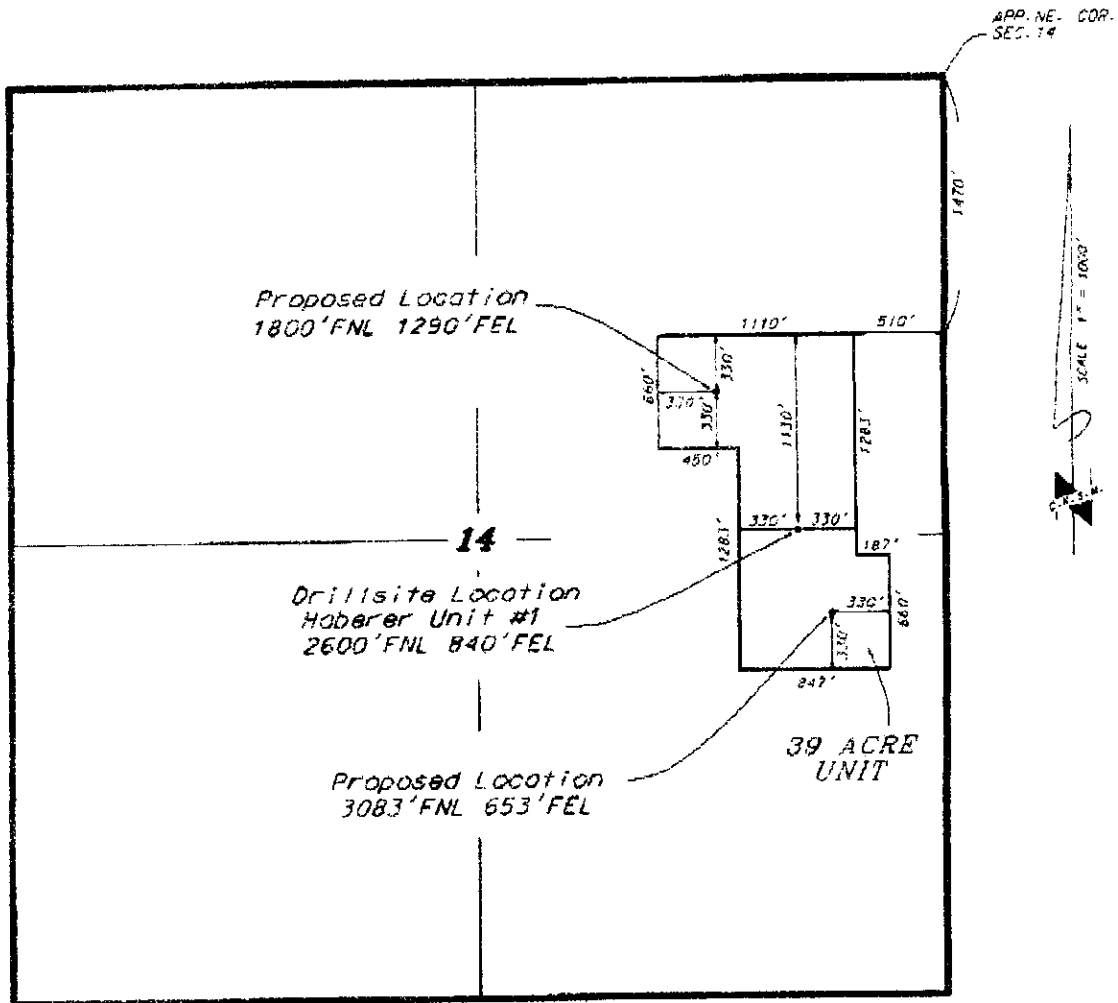 APP. NE. COR.
SEC. 14
1470'
SCALE 1" = 1000'
Proposed Location
1800'FNL 1290'FEL
1110'
510'
660'
330'
330'
330'
1130'
1283'
450'
330'
330'
1283'
187'
14
Drillsite Location
Haberer Unit #1
2600'FNL 840'FEL
330'
660'
330'
847'
39 ACRE
UNIT
Proposed Location
3083'FNL 653'FEL